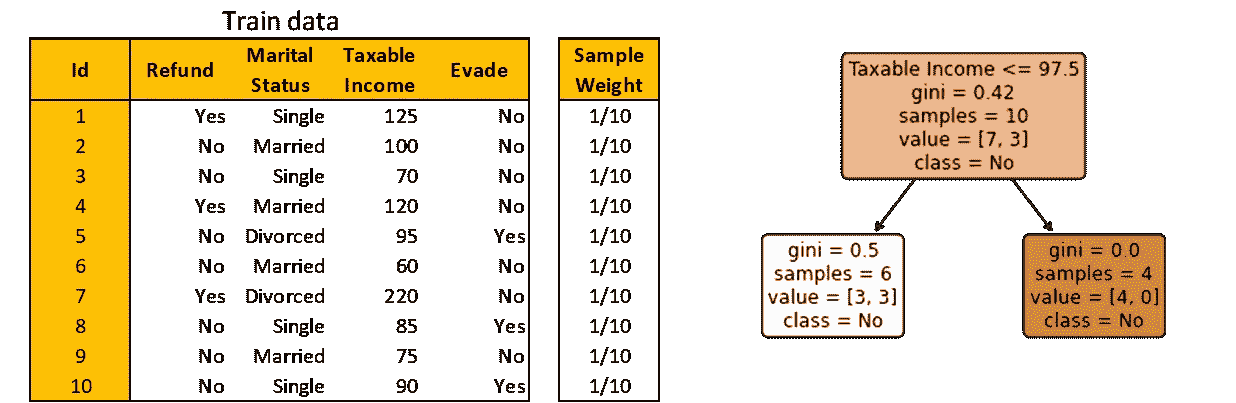 Train data
Id Refund Marital Status Taxable Income Evade Sample Weight
1 Yes Single 125 No 1/10
2 No Married 100 No 1/10
3 No Single 70 No 1/10
4 Yes Married 120 No 1/10
5 No Divorced 95 Yes 1/10
6 No Married 60 No 1/10
7 Yes Divorced 220 No 1/10
8 No Single 85 Yes 1/10
9 No Married 75 No 1/10
10 No Single 90 Yes 1/10
Taxable Income <= 97.5
gini = 0.42
samples = 10
value = [7, 3]
class = No
gini = 0.5
samples = 6
value = [3, 3]
class = No
gini = 0.0
samples = 4
value = [4, 0]
class = No